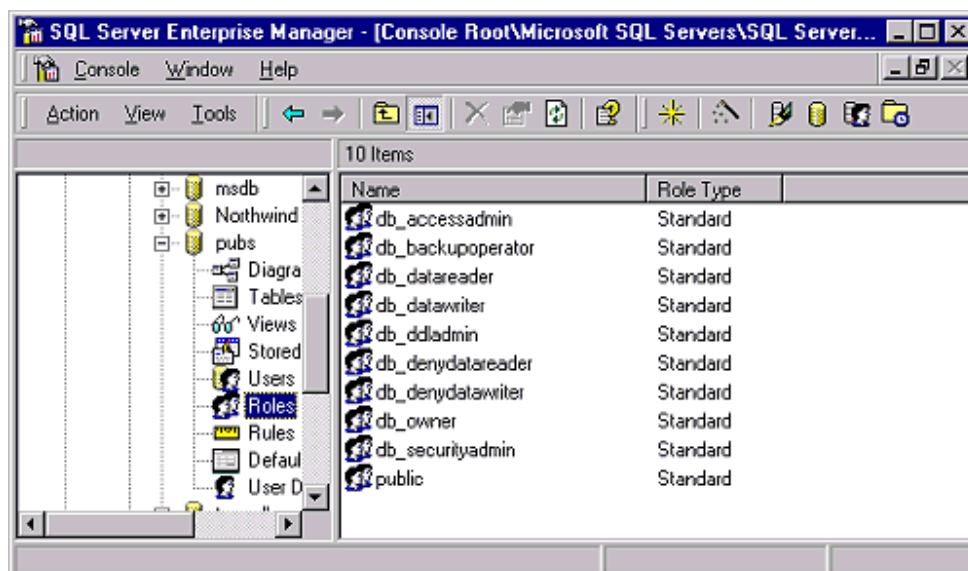 SQL Server Enterprise Manager - [Console Root\Microsoft SQL Servers\SQL Server...
Console Window Help
Action View Tools
10 Items
msdb
Northwind
pubs
Diagra
Tables
Views
Stored
Users
Roles
Rules
Defaul
User D
Name Role Type
db_accessadmin Standard
db_backupoperator Standard
db_datareader Standard
db_datawriter Standard
db_ddladmin Standard
db_denydatareader Standard
db_denydatawriter Standard
db_owner Standard
db_securityadmin Standard
public Standard